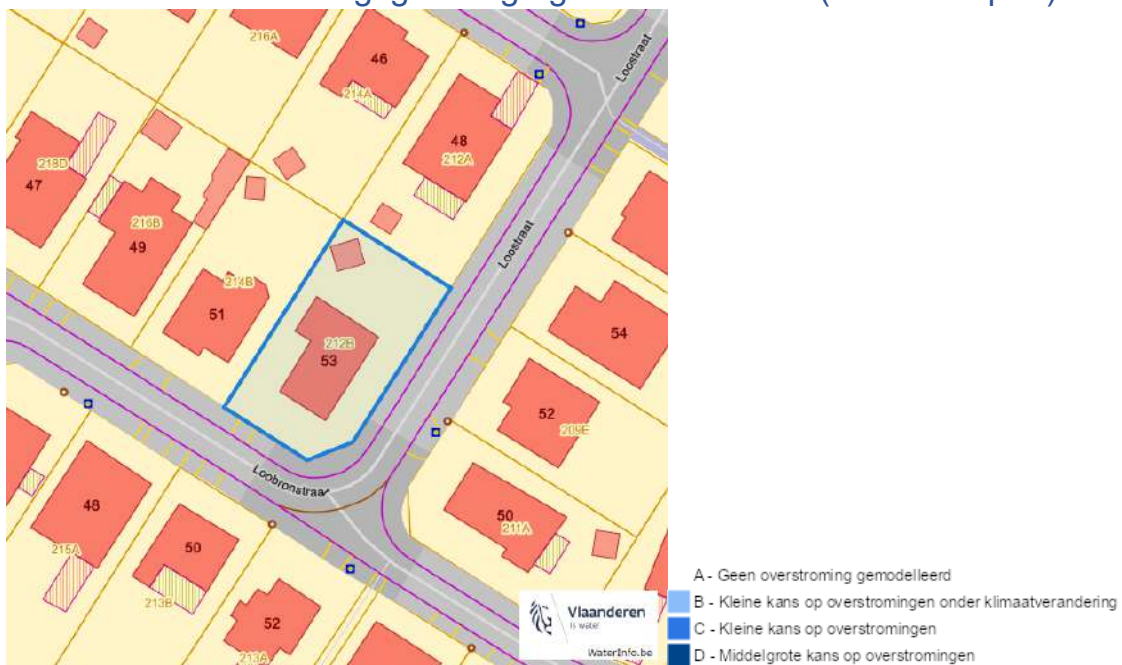 216A
46
214A
48
212A
Loostraat
218D
47
216B
49
Loostraat
214B
51
212B
53
54
52
209E
Loobronstraat
48
215A
50
213B
50
211A
52
213A
Vlaanderen
is water
WaterInfo.be
A - Geen overstroming gemodelleerd
B - Kleine kans op overstromingen onder klimaatverandering
C - Kleine kans op overstromingen
D - Middelgrote kans op overstromingen